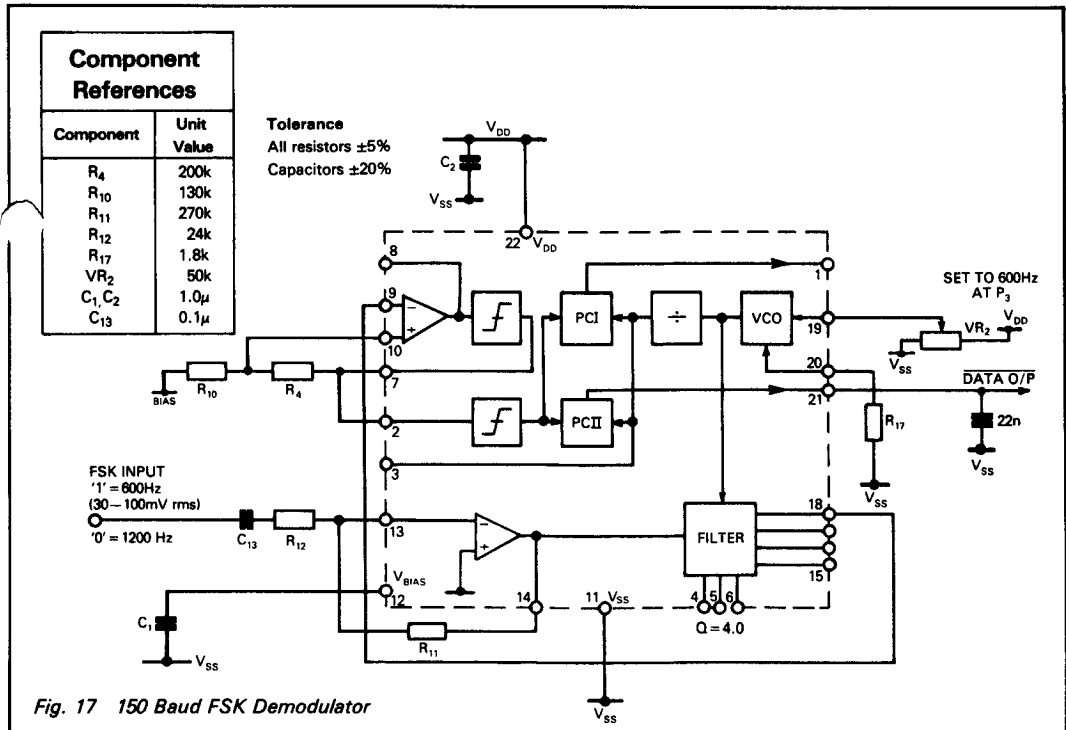 Component
References
Component Unit Value
R4 200k
R10 130k
R11 270k
R12 24k
R17 1.8k
VR2 50k
C1, C2 1.0µ
C13 0.1µ
Tolerance
All resistors ±5%
Capacitors ±20%
VDD
C2
VSS
22 VDD
8
9
10
7
2
3
−
+
PCI
÷
VCO
PCII
1
19
20
21
SET TO 600Hz
AT P3
VDD
VR2
VSS
DATA O/P
22n
VSS
R17
VSS
BIAS
R10
R4
FSK INPUT
'1' = 600Hz
(30–100mV rms)
'0' = 1200 Hz
C13
R12
13
−
+
FILTER
18
15
VBIAS
12
C1
VSS
14
R11
11 VSS
4 5 6
Q = 4.0
VSS
Fig. 17 150 Baud FSK Demodulator